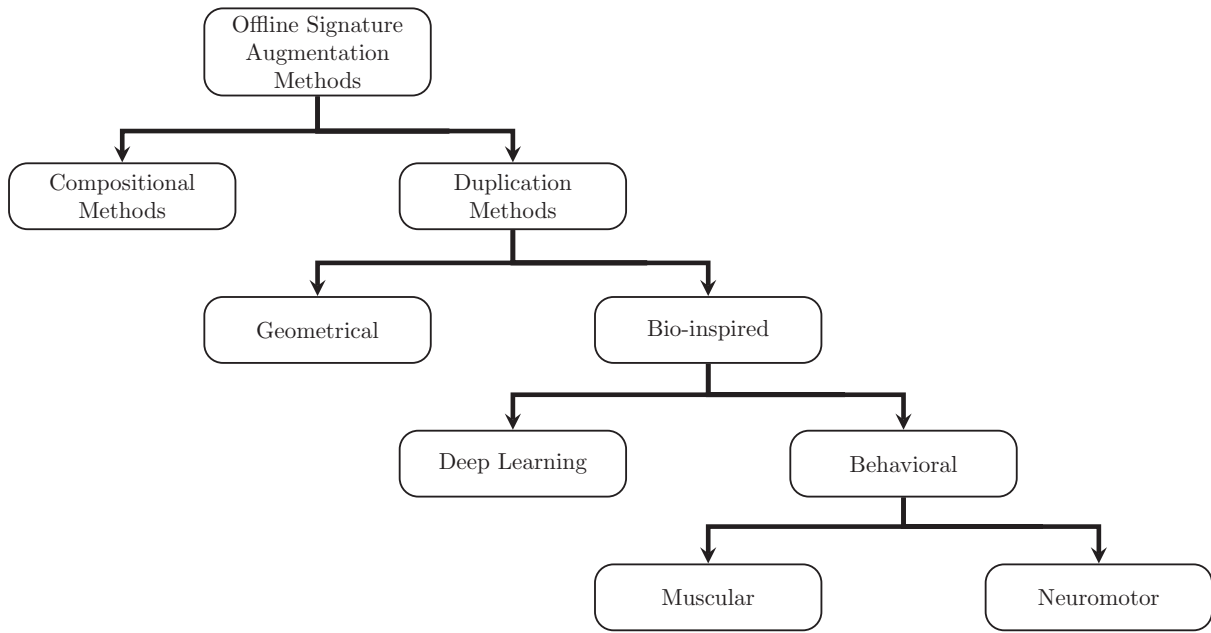 Offline Signature
Augmentation
Methods
Compositional
Methods
Duplication
Methods
Geometrical
Bio-inspired
Deep Learning
Behavioral
Muscular
Neuromotor